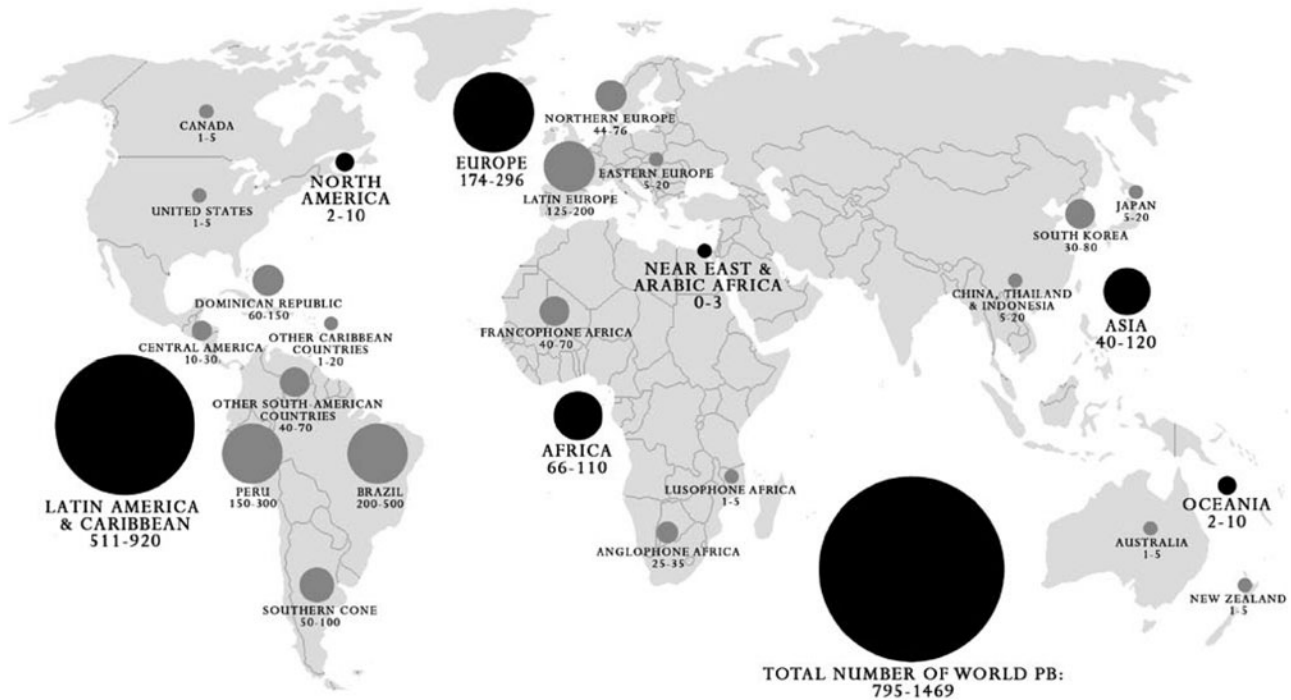 CANADA
1-5
NORTH
AMERICA
2-10
UNITED STATES
1-5
EUROPE
174-296
NORTHERN EUROPE
44-76
EASTERN EUROPE
5-20
LATIN EUROPE
125-200
JAPAN
5-20
SOUTH KOREA
30-80
DOMINICAN REPUBLIC
60-150
CENTRAL AMERICA
10-30
OTHER CARIBBEAN
COUNTRIES
1-20
NEAR EAST &
ARABIC AFRICA
0-3
FRANCOPHONE AFRICA
40-70
CHINA, THAILAND
& INDONESIA
5-20
ASIA
40-120
OTHER SOUTH-AMERICAN
COUNTRIES
40-70
LATIN AMERICA
& CARIBBEAN
511-920
PERU
150-300
BRAZIL
200-500
AFRICA
66-110
LUSOPHONE AFRICA
1-5
ANGLOPHONE AFRICA
25-35
OCEANIA
2-10
AUSTRALIA
1-5
NEW ZEALAND
1-5
SOUTHERN CONE
50-100
TOTAL NUMBER OF WORLD PB:
795-1469